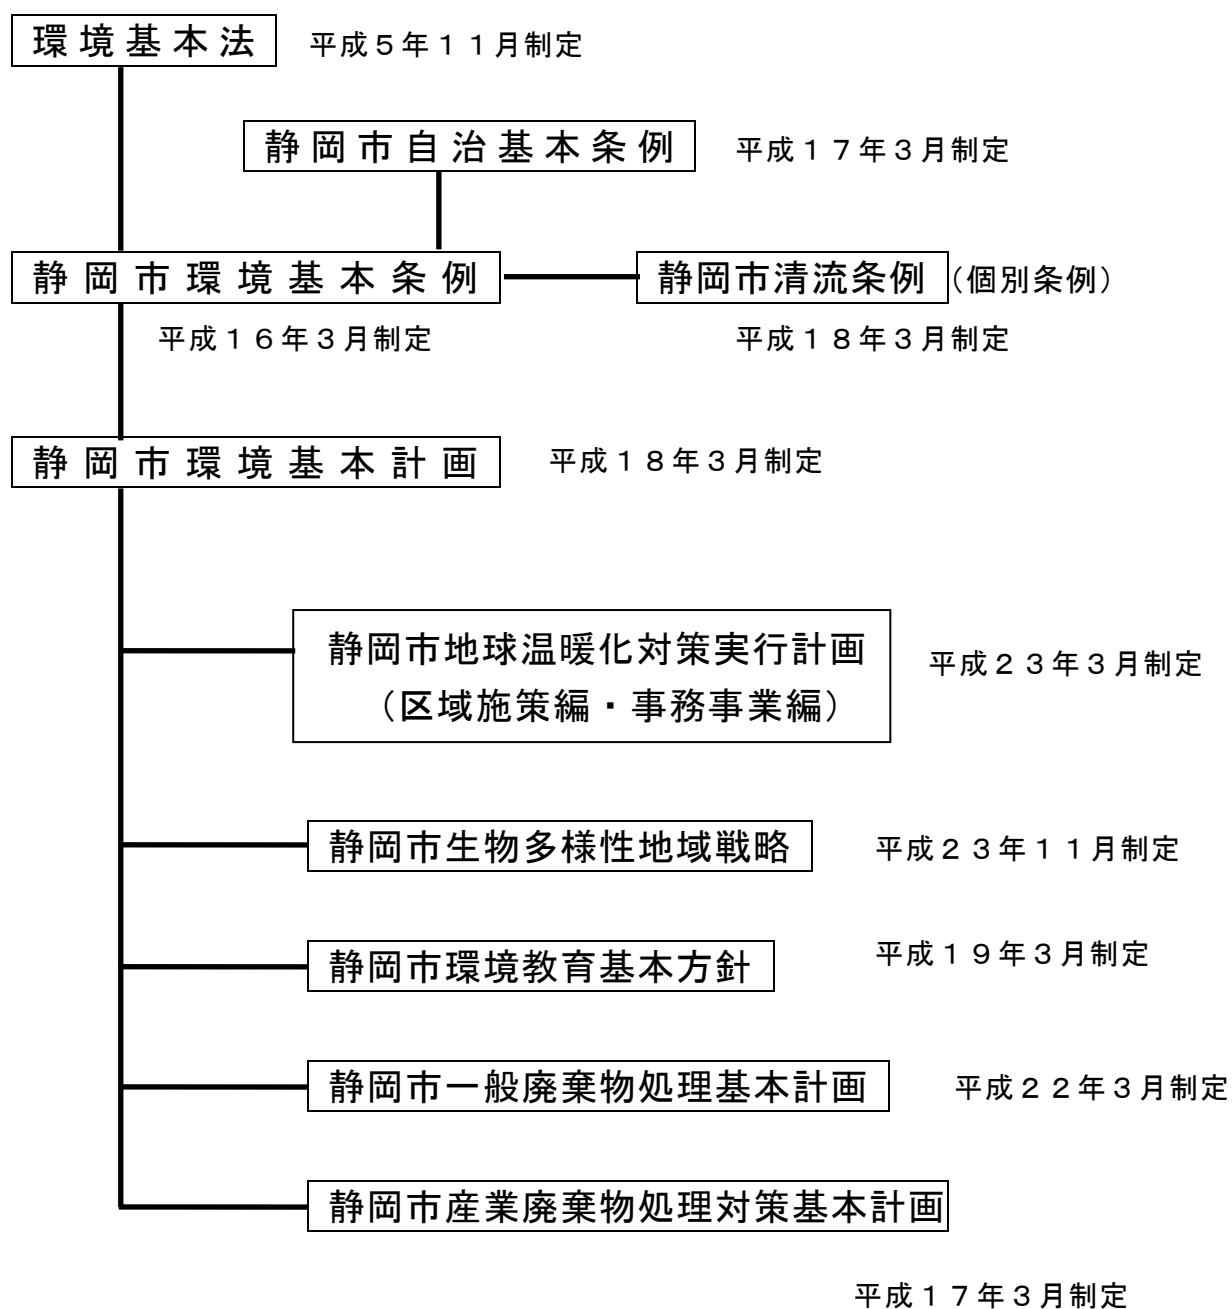 環境基本法
平成５年１１月制定
静岡市自治基本条例
平成１７年３月制定
静岡市環境基本条例
静岡市清流条例
（個別条例）
平成１６年３月制定
平成１８年３月制定
静岡市環境基本計画
平成１８年３月制定
静岡市地球温暖化対策実行計画
（区域施策編・事務事業編）
平成２３年３月制定
静岡市生物多様性地域戦略
平成２３年１１月制定
静岡市環境教育基本方針
平成１９年３月制定
静岡市一般廃棄物処理基本計画
平成２２年３月制定
静岡市産業廃棄物処理対策基本計画
平成１７年３月制定